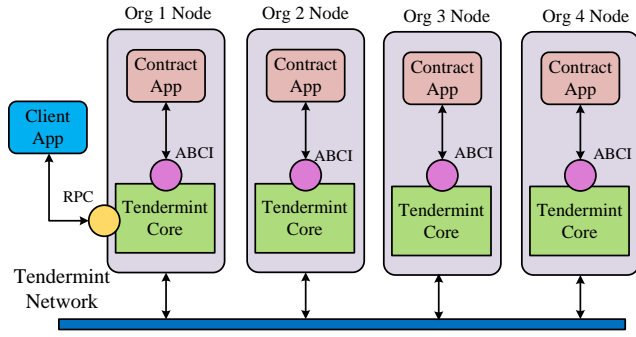 Org 1 Node
Org 2 Node
Org 3 Node
Org 4 Node
Contract
App
Contract
App
Contract
App
Contract
App
Client
App
ABCI
ABCI
ABCI
ABCI
RPC
Tendermint
Core
Tendermint
Core
Tendermint
Core
Tendermint
Core
Tendermint
Network